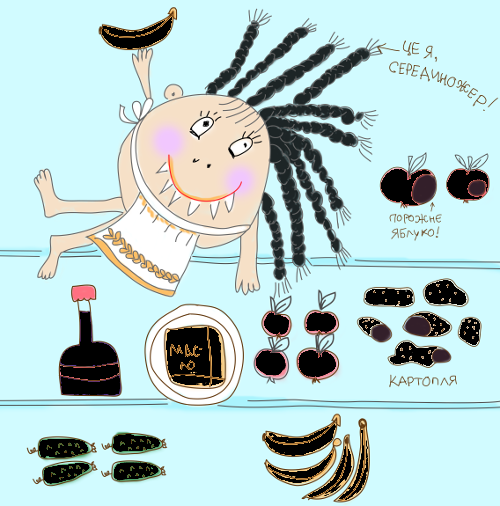 ЦЕ Я,
СЕРЕДИНОЖЕР!
ПОРОЖНЄ
ЯБЛУКО!
МАС-
ЛО
КАРТОПЛЯ